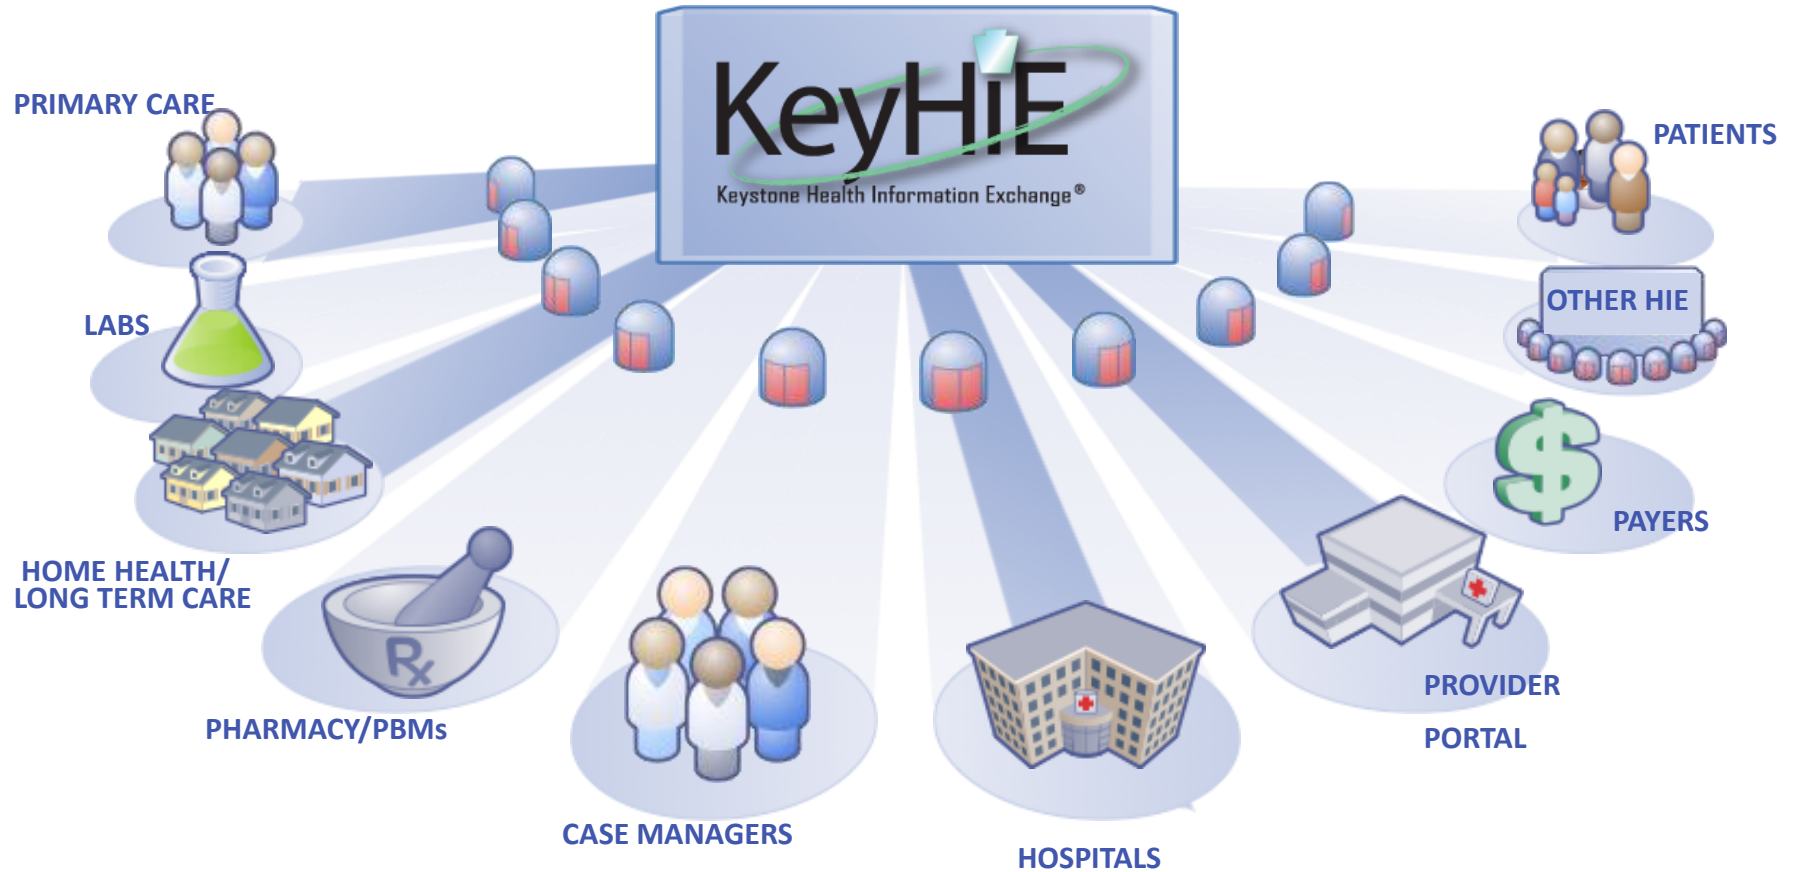 KeyHiE
Keystone Health Information Exchange®
PRIMARY CARE
PATIENTS
LABS
OTHER HIE
HOME HEALTH/
LONG TERM CARE
Rx
PAYERS
PHARMACY/PBMs
PROVIDER
PORTAL
CASE MANAGERS
HOSPITALS